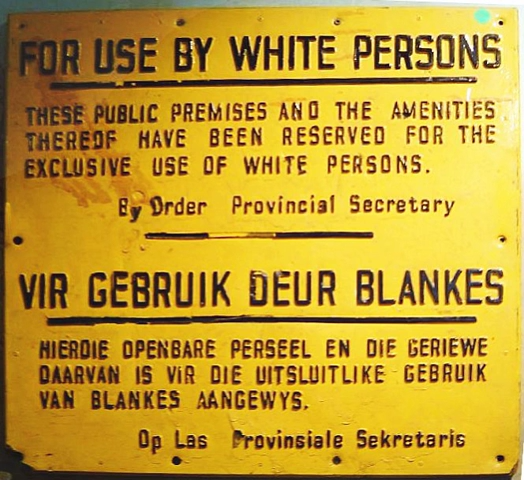 FOR USE BY WHITE PERSONS
THESE PUBLIC PREMISES AND THE AMENITIES
THEREOF HAVE BEEN RESERVED FOR THE
EXCLUSIVE USE OF WHITE PERSONS.
By Order Provincial Secretary
VIR GEBRUIK DEUR BLANKES
HIERDIE OPENBARE PERSEEL EN DIE GERIEWE
DAARVAN IS VIR DIE UITSLUITLIKE GEBRUIK
VAN BLANKES AANGEWYS.
Op Las Provinsiale Sekretaris